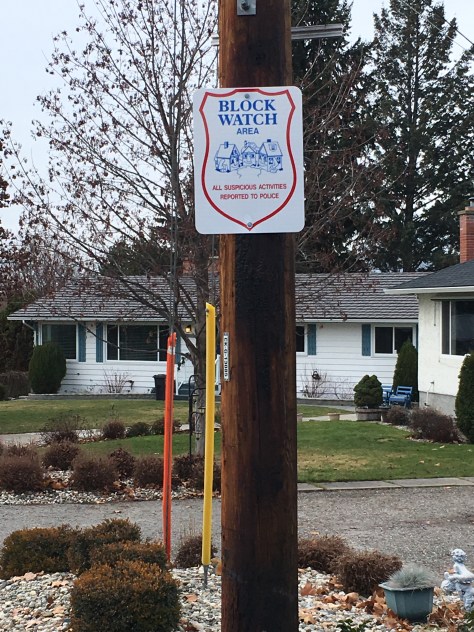 BLOCK
WATCH
AREA
ALL SUSPICIOUS ACTIVITIES
REPORTED TO POLICE